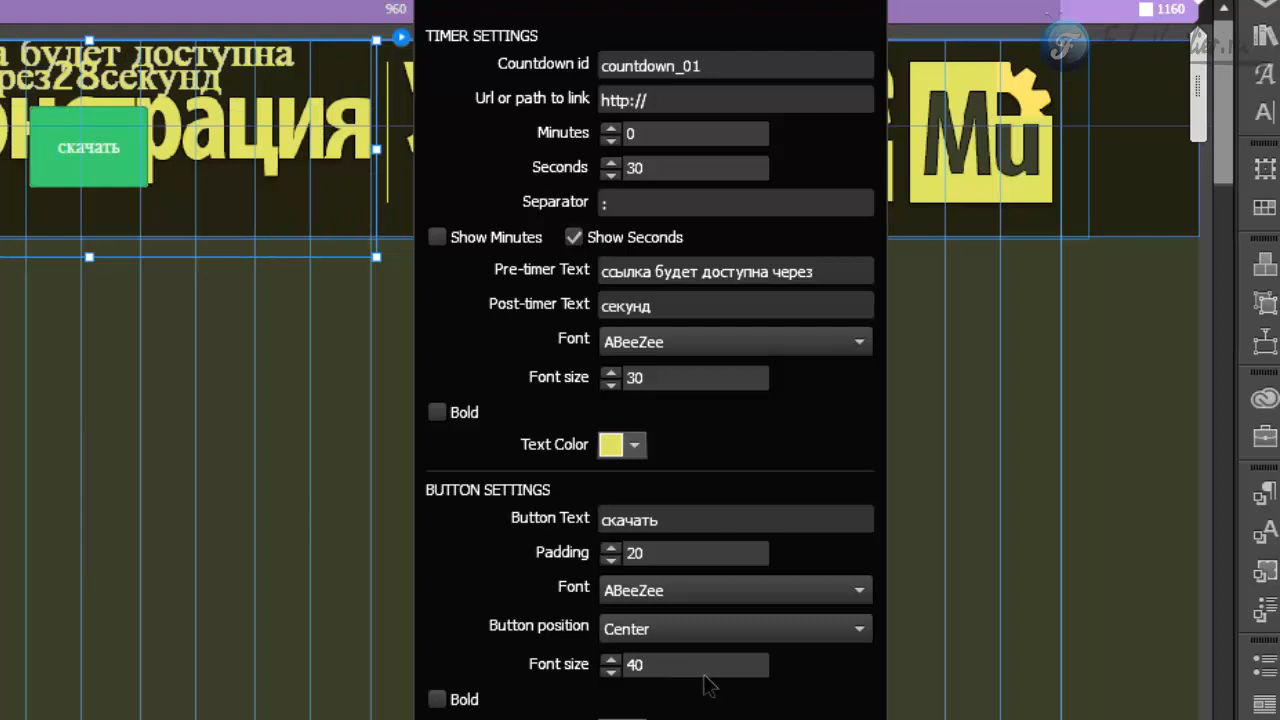 960
1160
а будет доступна
рез28секунд
скачать
Mu
TIMER SETTINGS
Countdown id countdown_01
Url or path to link http://
Minutes 0
Seconds 30
Separator :
Show Minutes Show Seconds
Pre-timer Text ссылка будет доступна через
Post-timer Text секунд
Font ABeeZee
Font size 30
Bold
Text Color
BUTTON SETTINGS
Button Text скачать
Padding 20
Font ABeeZee
Button position Center
Font size 40
Bold